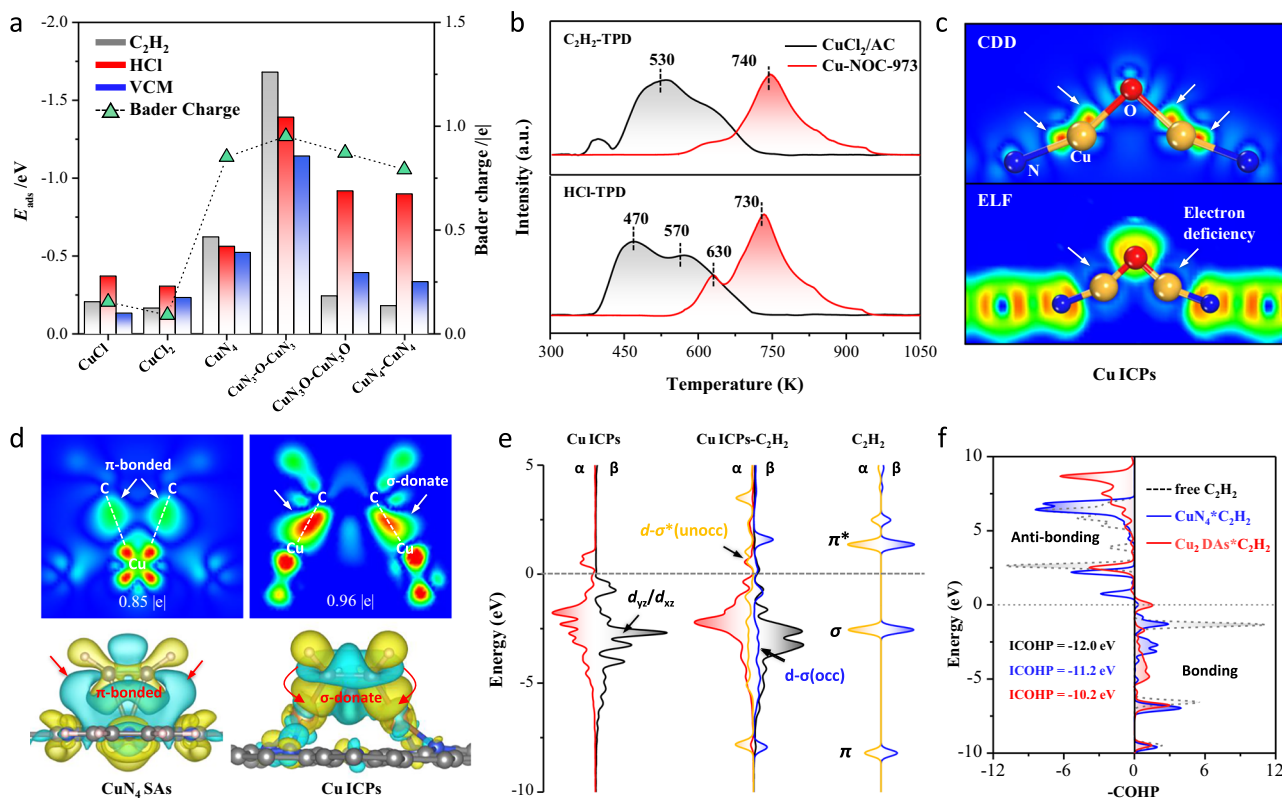 a
-2.0
-1.5
-1.0
-0.5
0.0
E_ads /eV
C₂H₂
HCl
VCM
Bader Charge
1.5
1.0
0.5
0.0
Bader charge /|e|
CuCl
CuCl₂
CuN₄
CuN₃-O-CuN₃
CuN₃O-CuN₃O
CuN₄-CuN₄
b
C₂H₂-TPD
530
740
CuCl₂/AC
Cu-NOC-973
HCl-TPD
470
570
630
730
Intensity (a.u.)
300 450 600 750 900 1050
Temperature (K)
c
CDD
O
Cu
N
ELF
Electron
deficiency
Cu ICPs
d
π-bonded
C C
Cu
0.85 |e|
σ-donate
C C
Cu Cu
0.96 |e|
π-bonded
σ-donate
CuN₄ SAs
Cu ICPs
e
Cu ICPs
Cu ICPs-C₂H₂
C₂H₂
α β
α β
α β
5
0
-5
-10
Energy (eV)
d-σ*(unocc)
d_yz/d_xz
d-σ(occ)
π*
σ
π
f
10
5
0
-5
-10
Energy (eV)
free C₂H₂
CuN₄*C₂H₂
Cu₂ DAs*C₂H₂
Anti-bonding
Bonding
ICOHP = -12.0 eV
ICOHP = -11.2 eV
ICOHP = -10.2 eV
-12 -6 0 6 12
-COHP